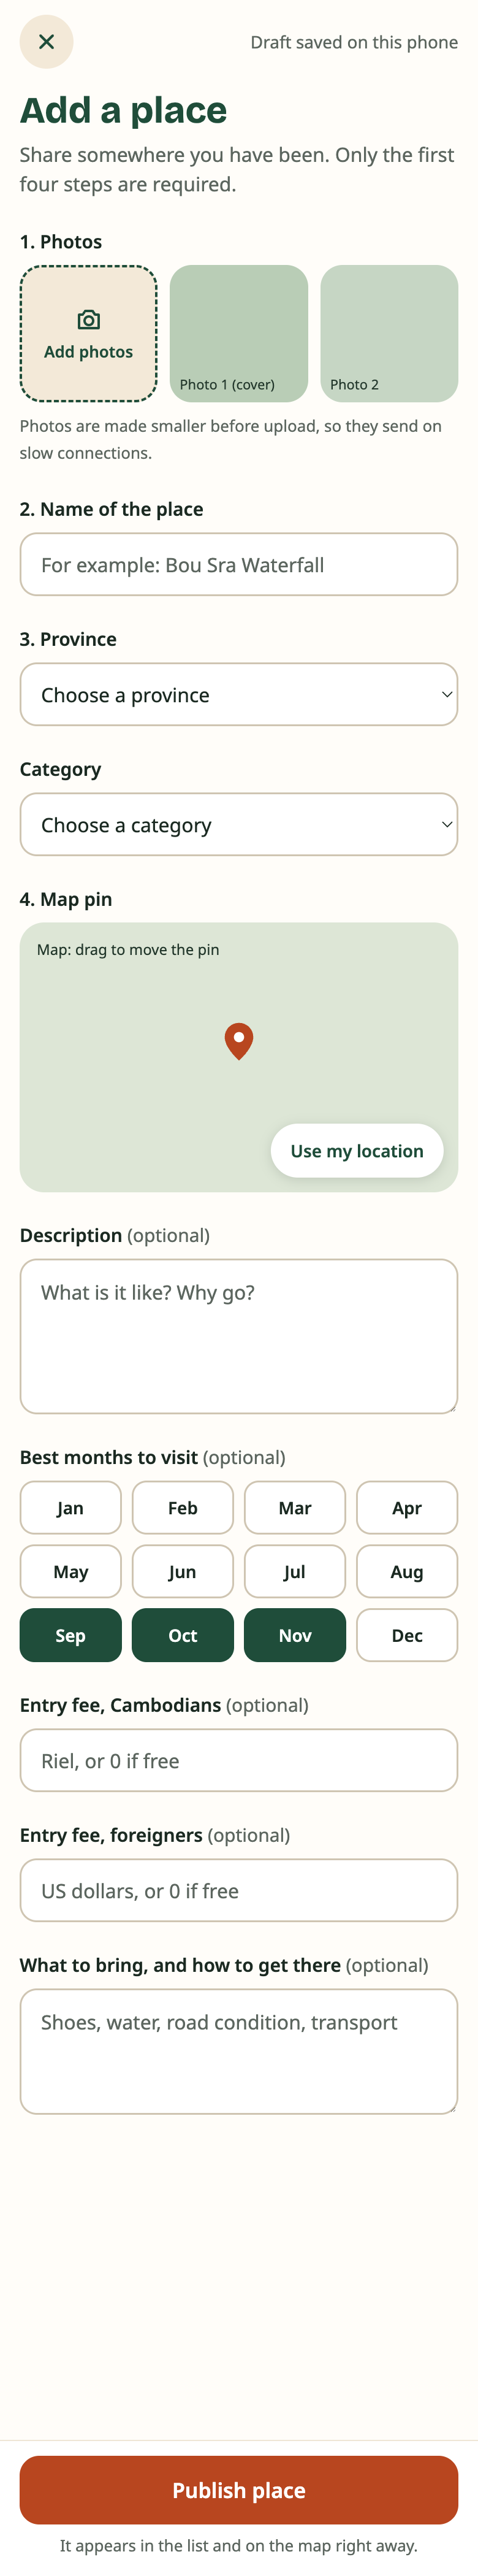 Draft saved on this phone
Add a place
Share somewhere you have been. Only the first
four steps are required.
1. Photos
Add photos
Photo 1 (cover)
Photo 2
Photos are made smaller before upload, so they send on
slow connections.
2. Name of the place
For example: Bou Sra Waterfall
3. Province
Choose a province
Category
Choose a category
4. Map pin
Map: drag to move the pin
Use my location
Description (optional)
What is it like? Why go?
Best months to visit (optional)
Jan
Feb
Mar
Apr
May
Jun
Jul
Aug
Sep
Oct
Nov
Dec
Entry fee, Cambodians (optional)
Riel, or 0 if free
Entry fee, foreigners (optional)
US dollars, or 0 if free
What to bring, and how to get there (optional)
Shoes, water, road condition, transport
Publish place
It appears in the list and on the map right away.